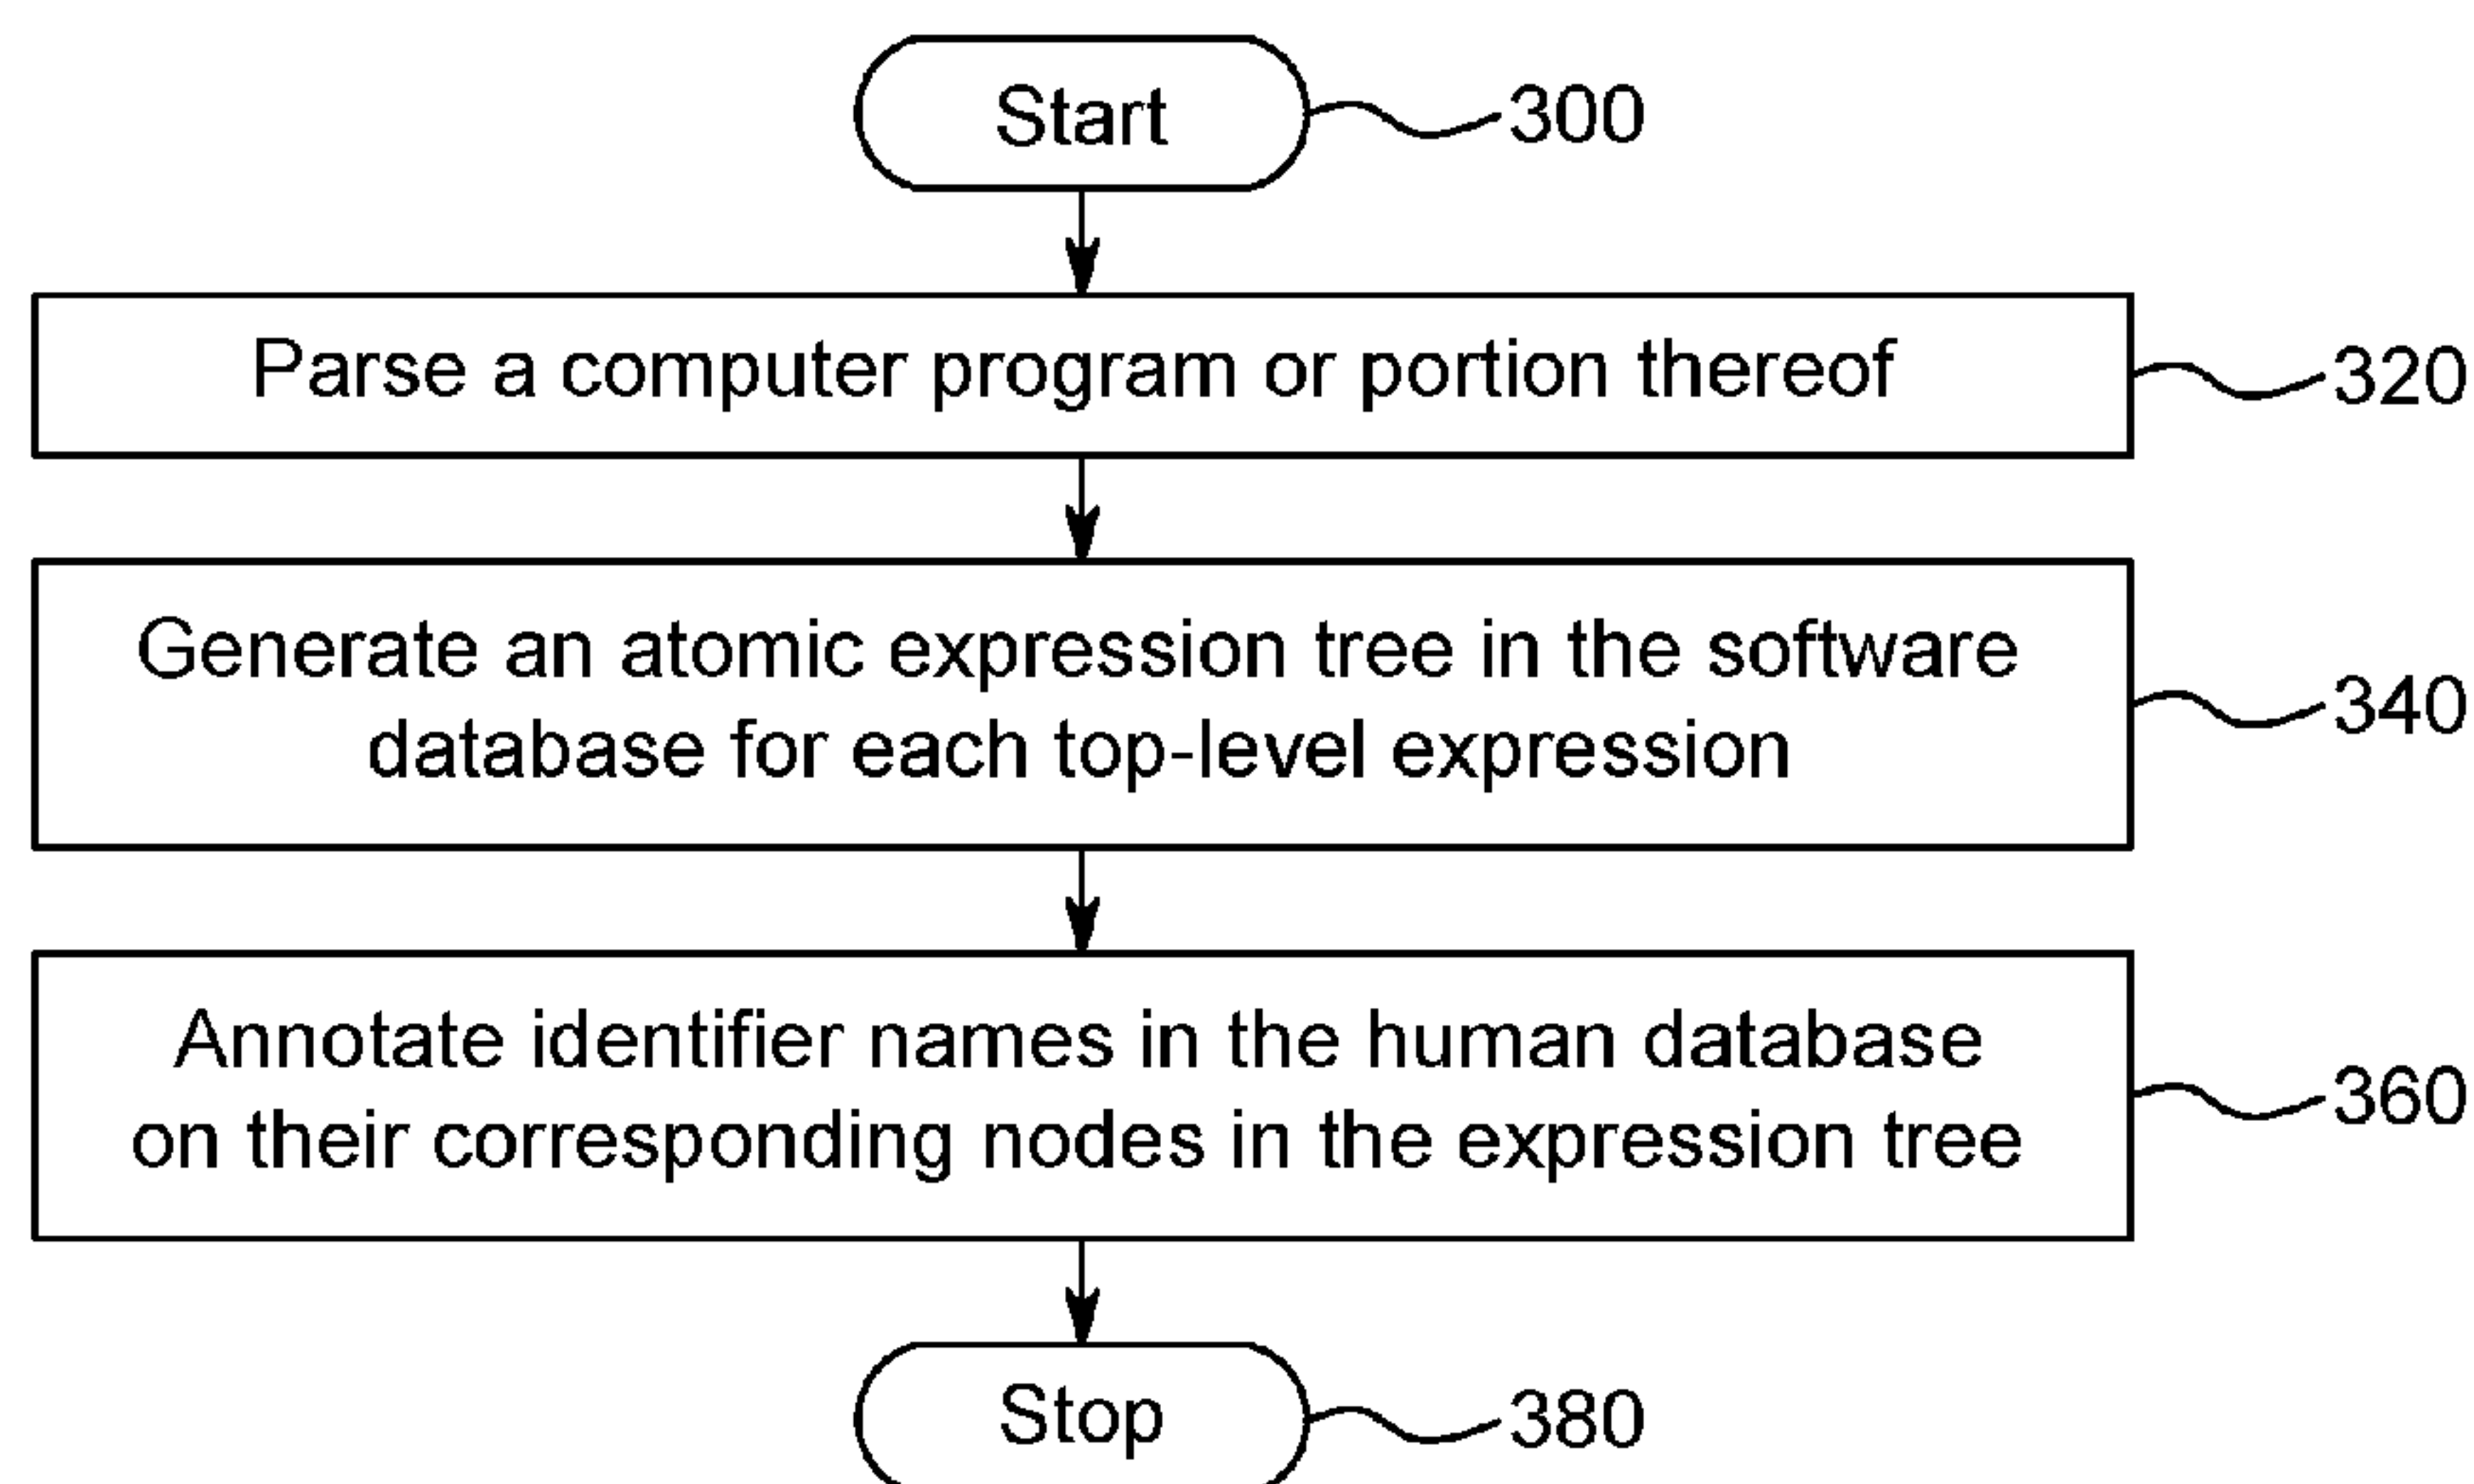 Start
300
Parse a computer program or portion thereof
320
Generate an atomic expression tree in the software
database for each top-level expression
340
Annotate identifier names in the human database
on their corresponding nodes in the expression tree
360
Stop
380